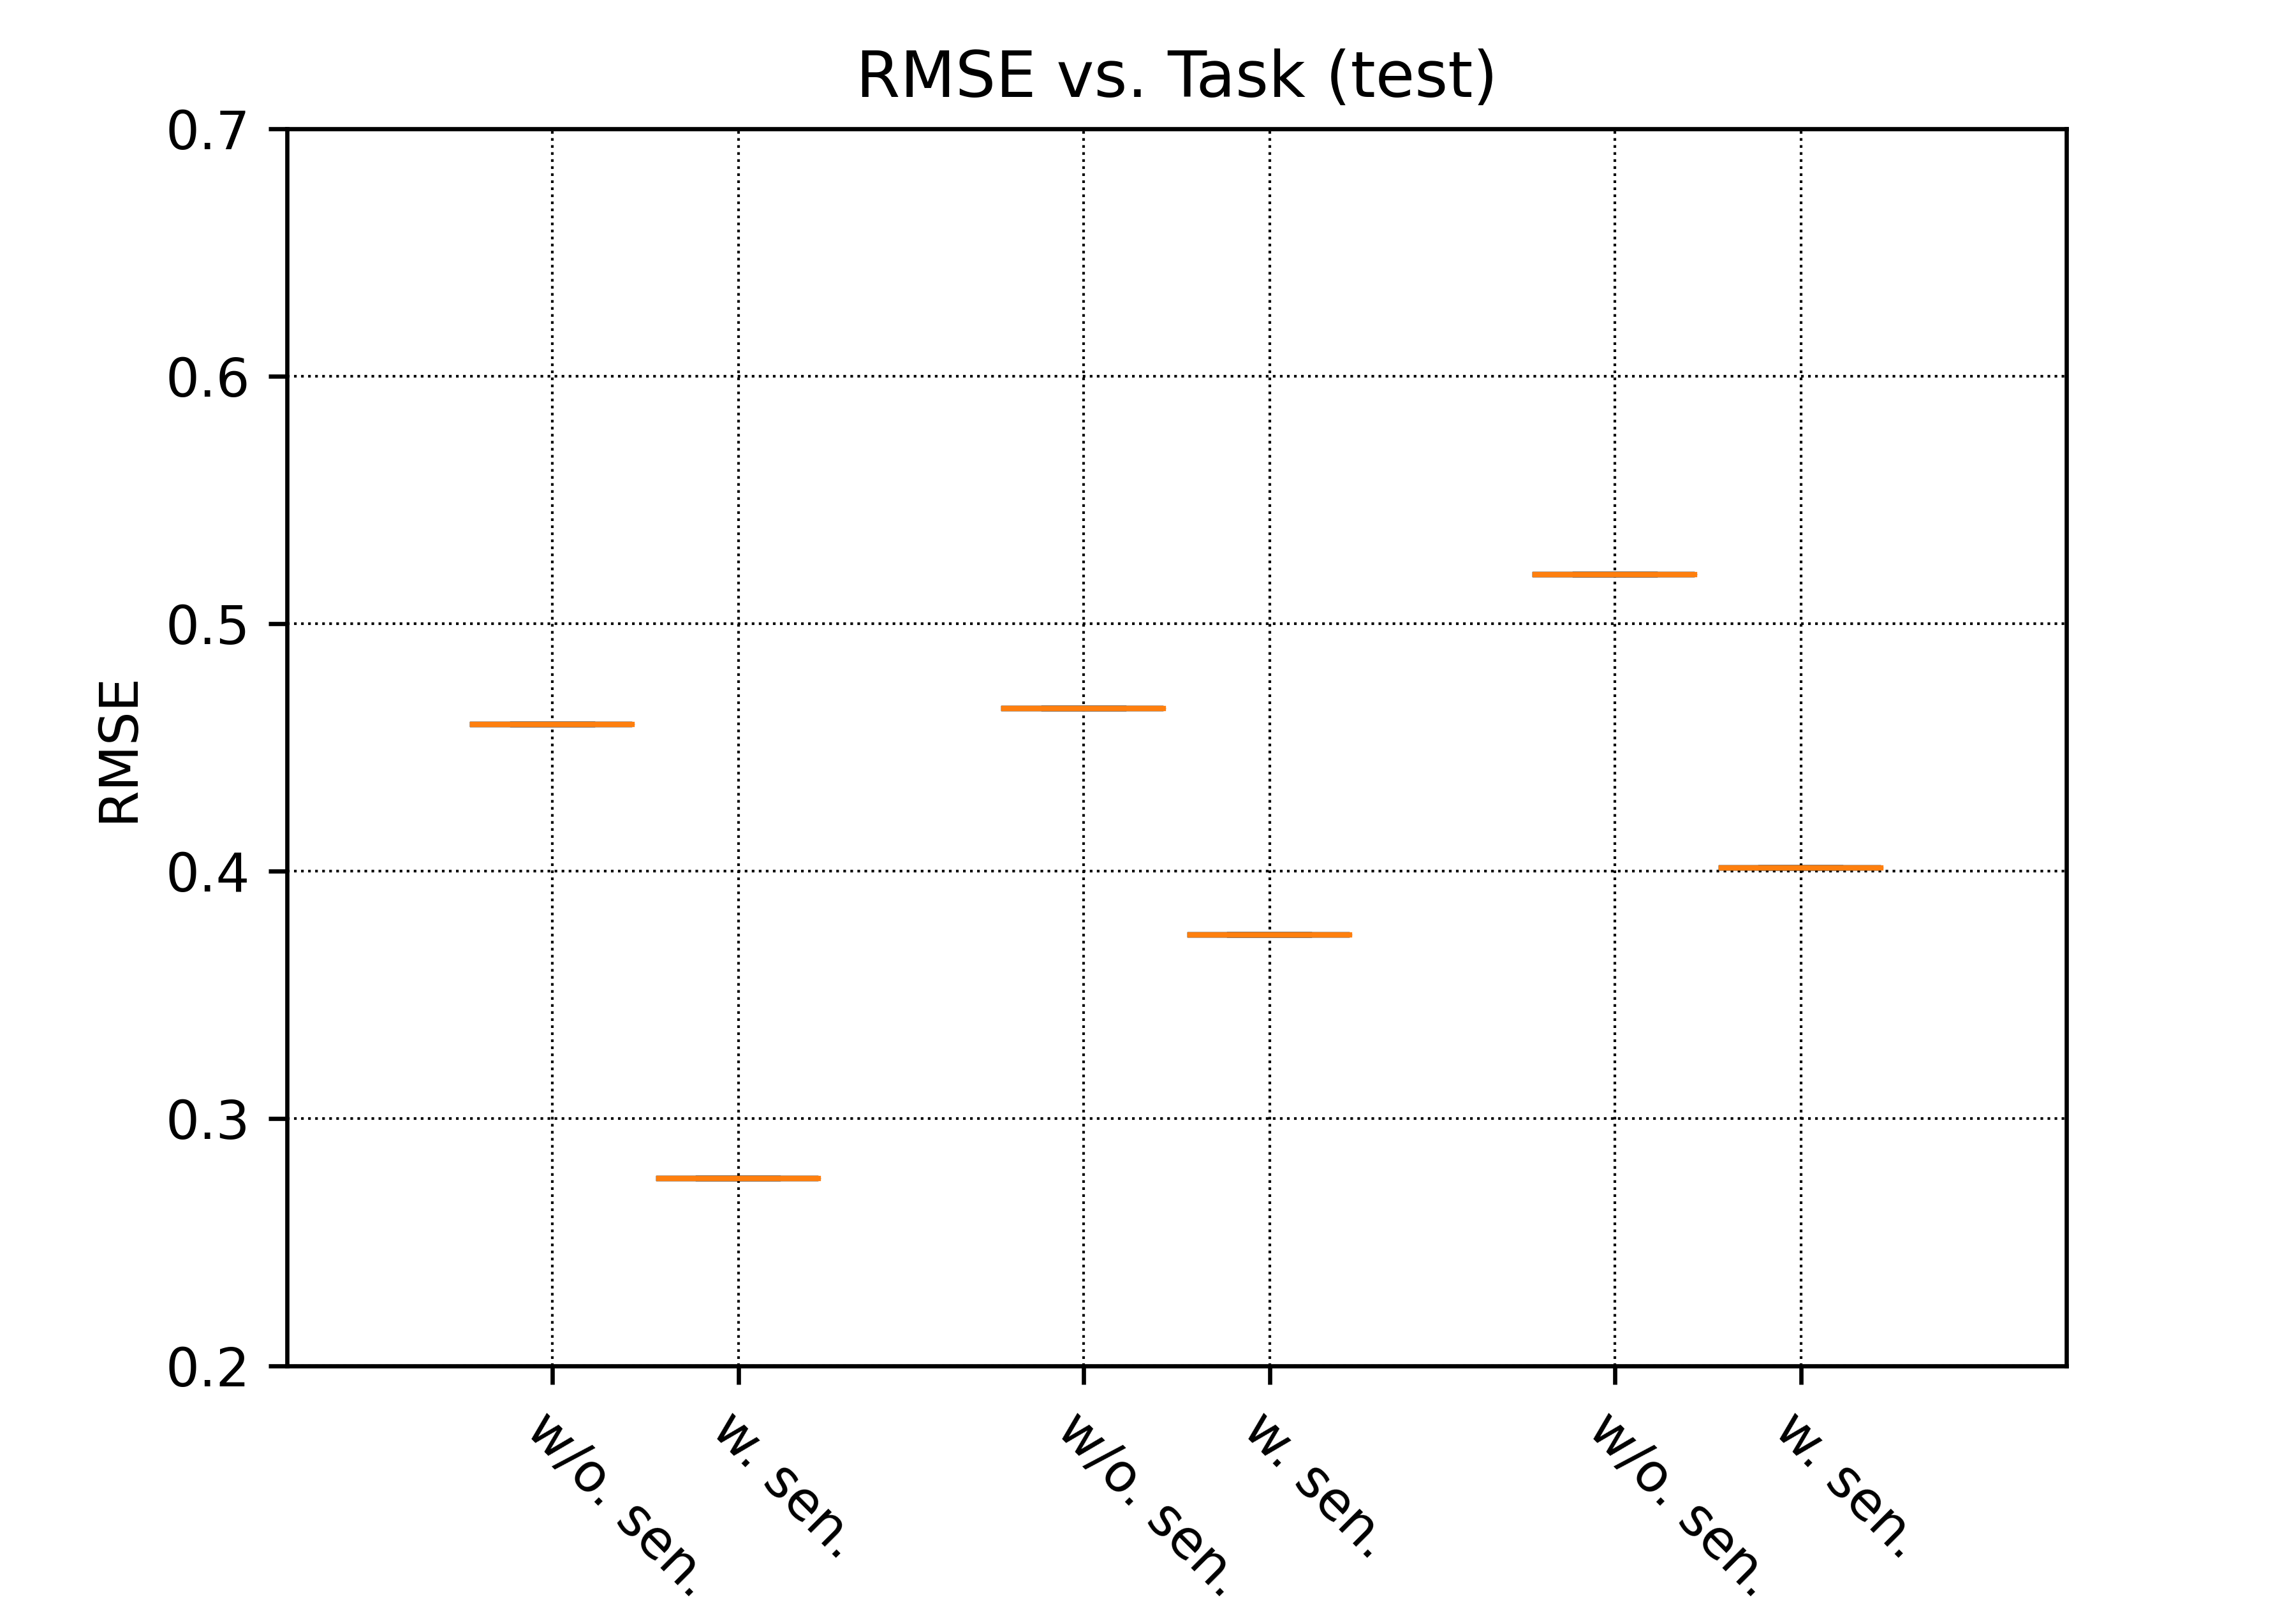 RMSE vs. Task (test)
0.7
0.6
0.5
0.4
0.3
0.2
RMSE
w/o. sen.
w. sen.
w/o. sen.
w. sen.
w/o. sen.
w. sen.